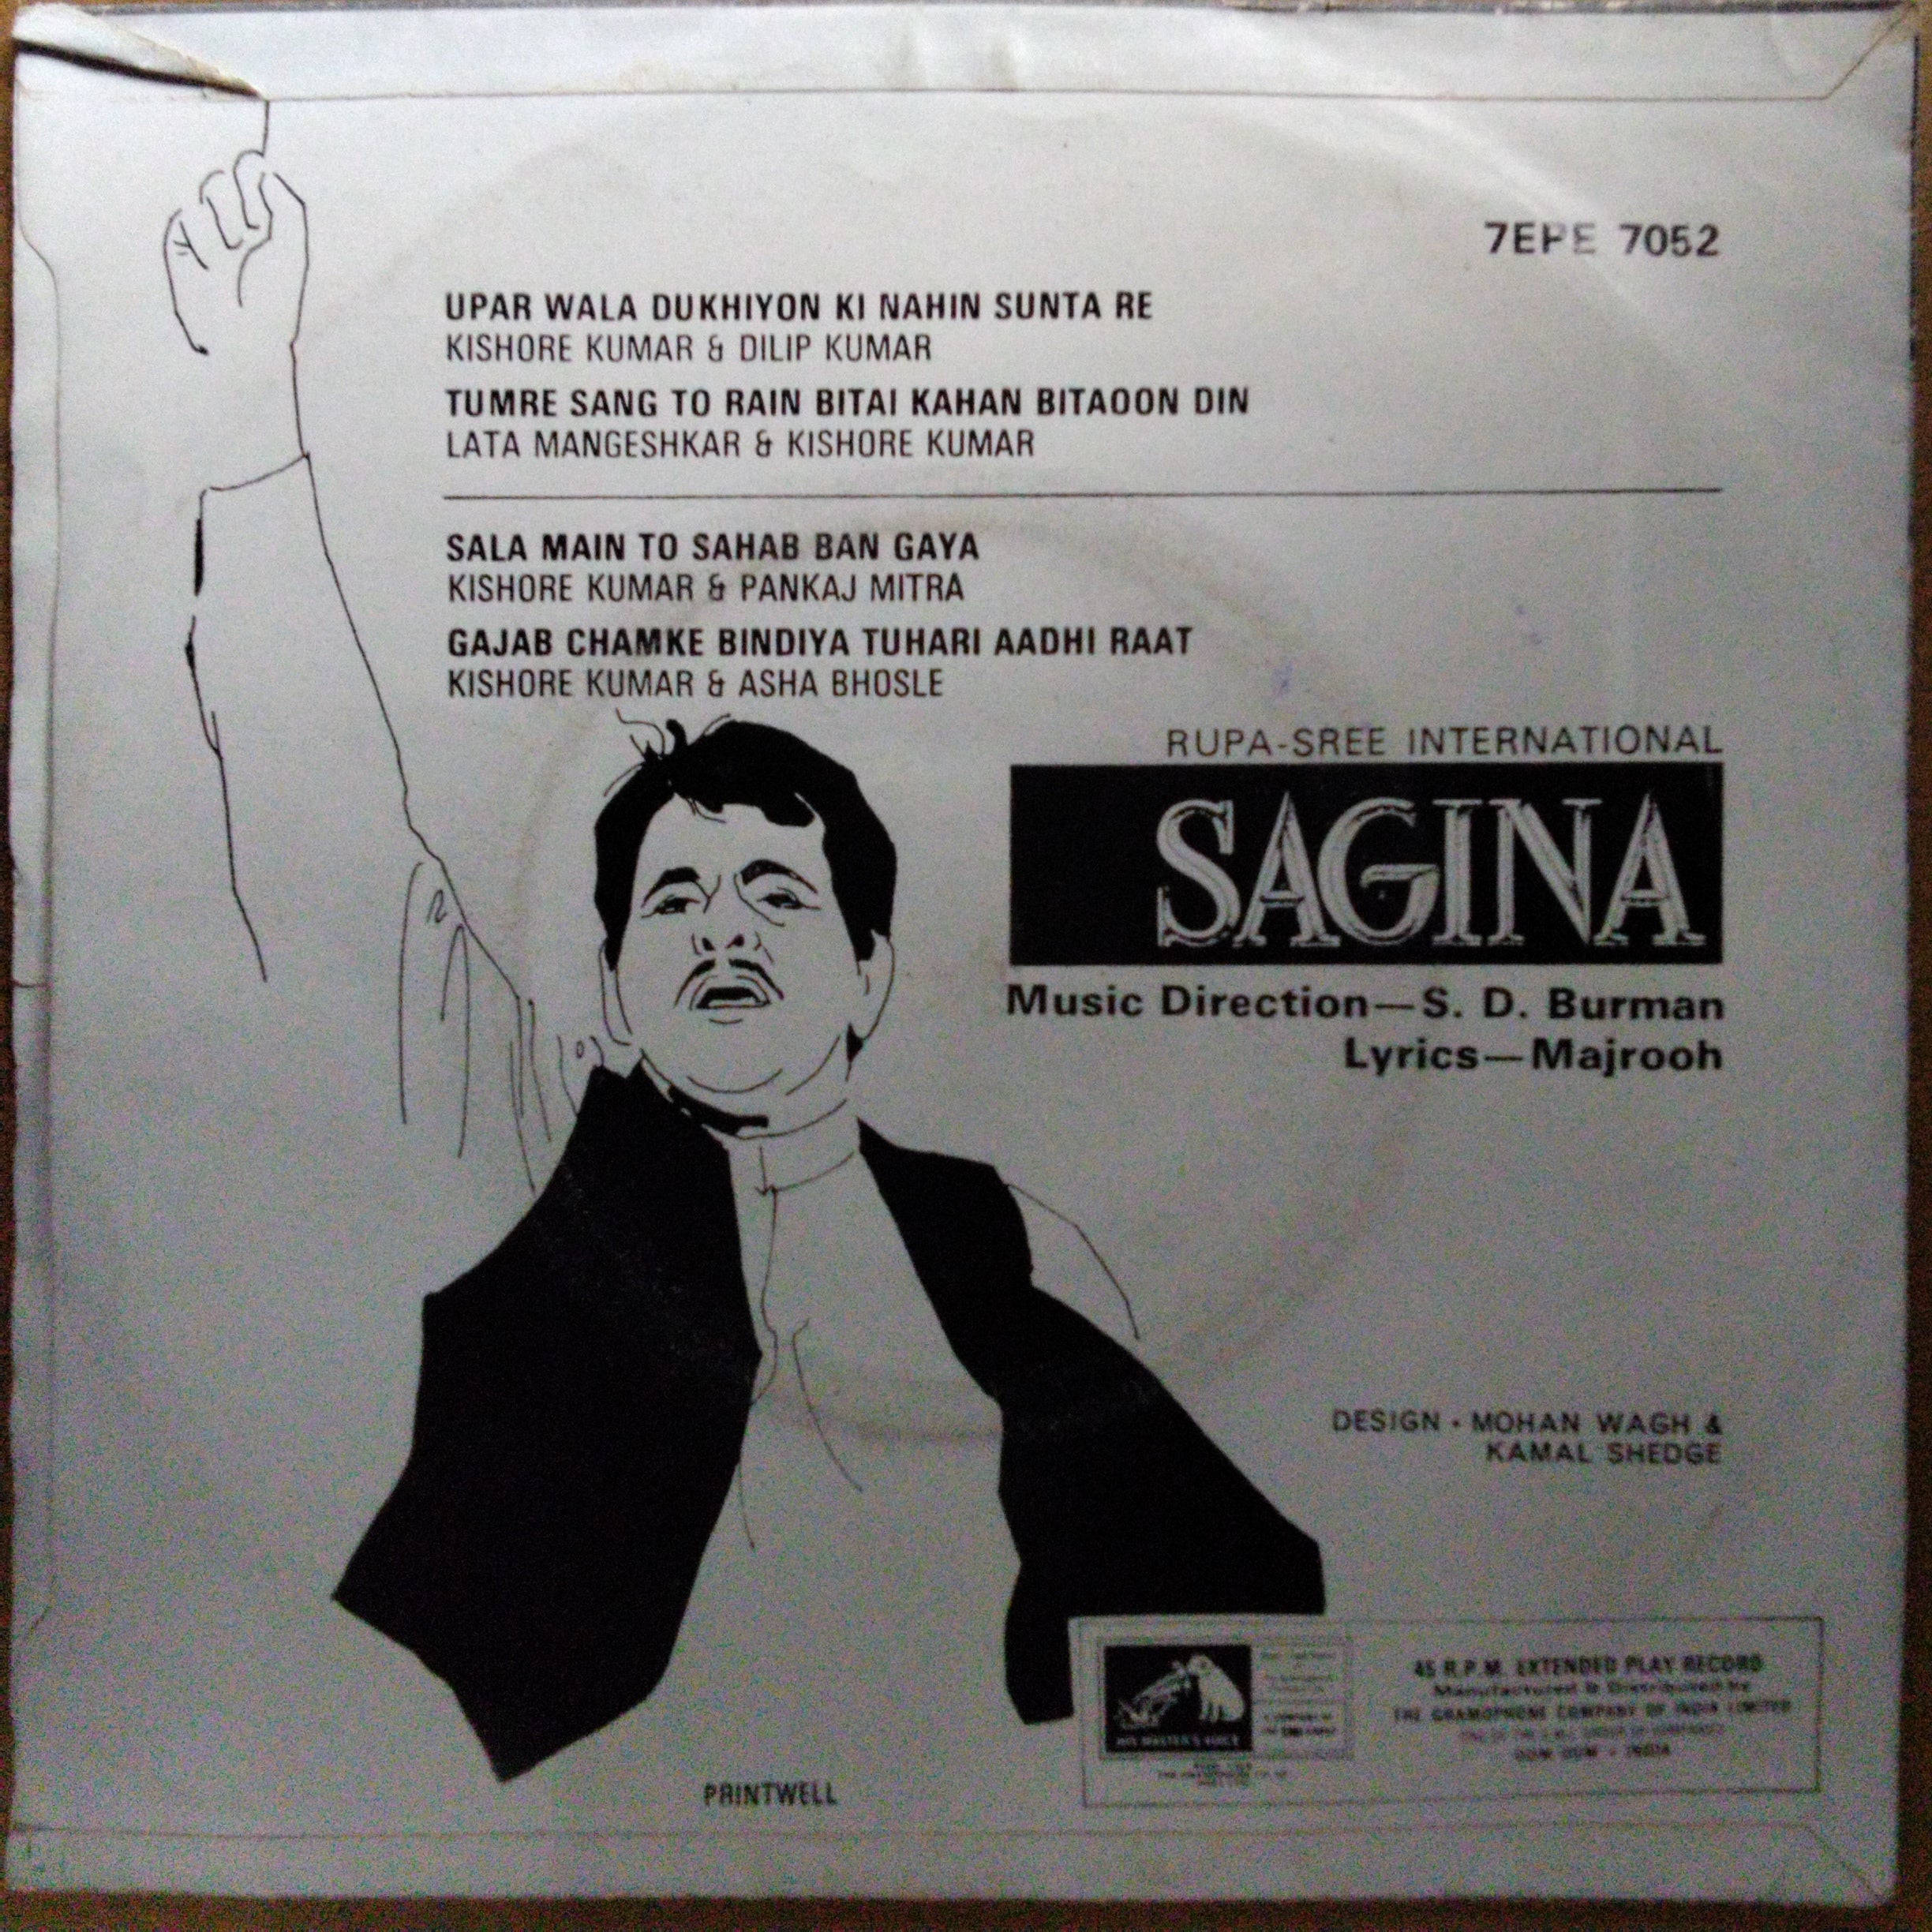 7EPE 7052
UPAR WALA DUKHIYON KI NAHIN SUNTA RE
KISHORE KUMAR & DILIP KUMAR
TUMRE SANG TO RAIN BITAI KAHAN BITAOON DIN
LATA MANGESHKAR & KISHORE KUMAR
SALA MAIN TO SAHAB BAN GAYA
KISHORE KUMAR & PANKAJ MITRA
GAJAB CHAMKE BINDIYA TUHARI AADHI RAAT
KISHORE KUMAR & ASHA BHOSLE
RUPA-SREE INTERNATIONAL
SAGINA
Music Direction—S. D. Burman
Lyrics—Majrooh
DESIGN • MOHAN WAGH &
KAMAL SHEDGE
HIS MASTER'S VOICE
45 R.P.M. EXTENDED PLAY RECORD
Manufactured & Distributed by
THE GRAMOPHONE COMPANY OF INDIA LIMITED
DUM DUM • INDIA
PRINTWELL